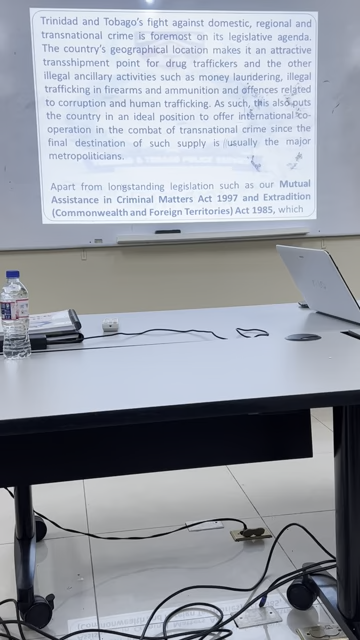 Trinidad and Tobago's fight against domestic, regional and
transnational crime is foremost on its legislative agenda.
The country's geographical location makes it an attractive
transshipment point for drug traffickers and the other
illegal ancillary activities such as money laundering, illegal
trafficking in firearms and ammunition and offences related
to corruption and human trafficking. As such, this also puts
the country in an ideal position to offer international co-
operation in the combat of transnational crime since the
final destination of such supply is usually the major
metropoliticians.
Apart from longstanding legislation such as our Mutual
Assistance in Criminal Matters Act 1997 and Extradition
(Commonwealth and Foreign Territories) Act 1985, which